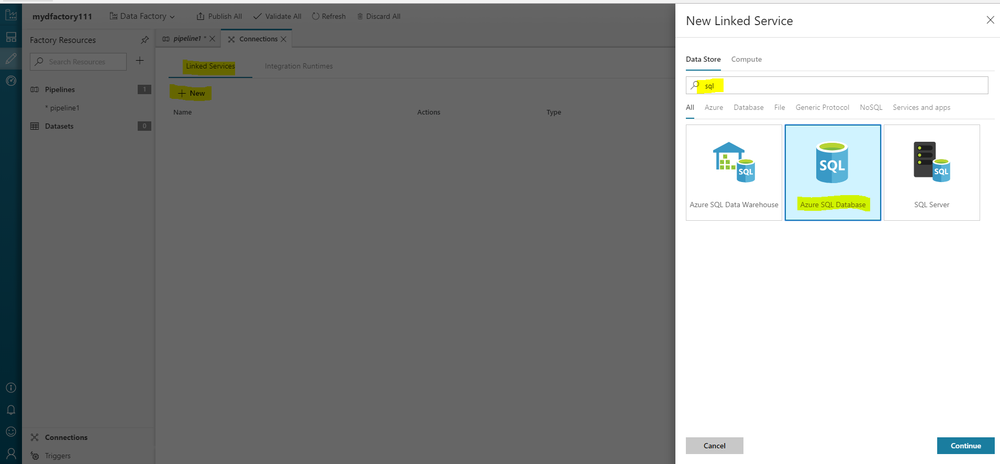 mydfactory111 Data Factory Publish All Validate All Refresh Discard All
Factory Resources
Search Resources
Pipelines 1
* pipeline1
Datasets 0
Connections
Triggers
pipeline1 * Connections
Linked Services Integration Runtimes
New
Name Actions Type
New Linked Service
Data Store Compute
sql
All Azure Database File Generic Protocol NoSQL Services and apps
SQL SQL SQL
Azure SQL Data Warehouse Azure SQL Database SQL Server
Cancel Continue